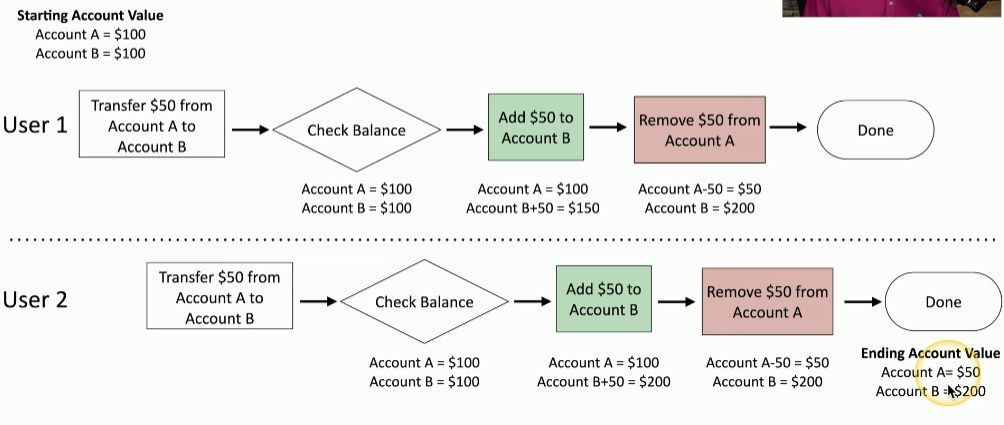 Starting Account Value
Account A = $100
Account B = $100
User 1
Transfer $50 from
Account A to
Account B
Check Balance
Account A = $100
Account B = $100
Add $50 to
Account B
Account A = $100
Account B+50 = $150
Remove $50 from
Account A
Account A-50 = $50
Account B = $200
Done
User 2
Transfer $50 from
Account A to
Account B
Check Balance
Account A = $100
Account B = $100
Add $50 to
Account B
Account A = $100
Account B+50 = $200
Remove $50 from
Account A
Account A-50 = $50
Account B = $200
Done
Ending Account Value
Account A= $50
Account B = $200